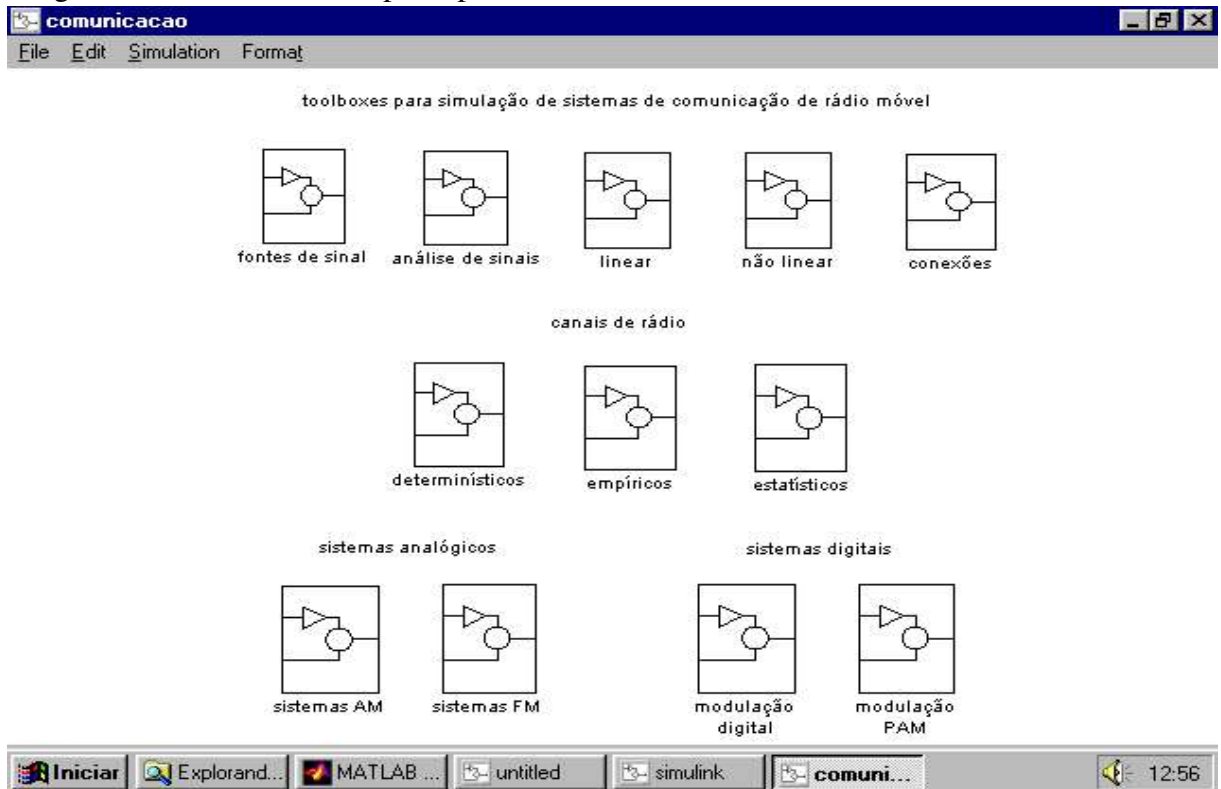 comunicacao
File Edit Simulation Format
toolboxes para simulação de sistemas de comunicação de rádio móvel
fontes de sinal análise de sinais linear não linear conexões
canais de rádio
determinísticos empíricos estatísticos
sistemas analógicos sistemas digitais
sistemas AM sistemas FM modulação modulação
digital PAM
Iniciar Explorand... MATLAB ... untitled simulink comuni... 12:56